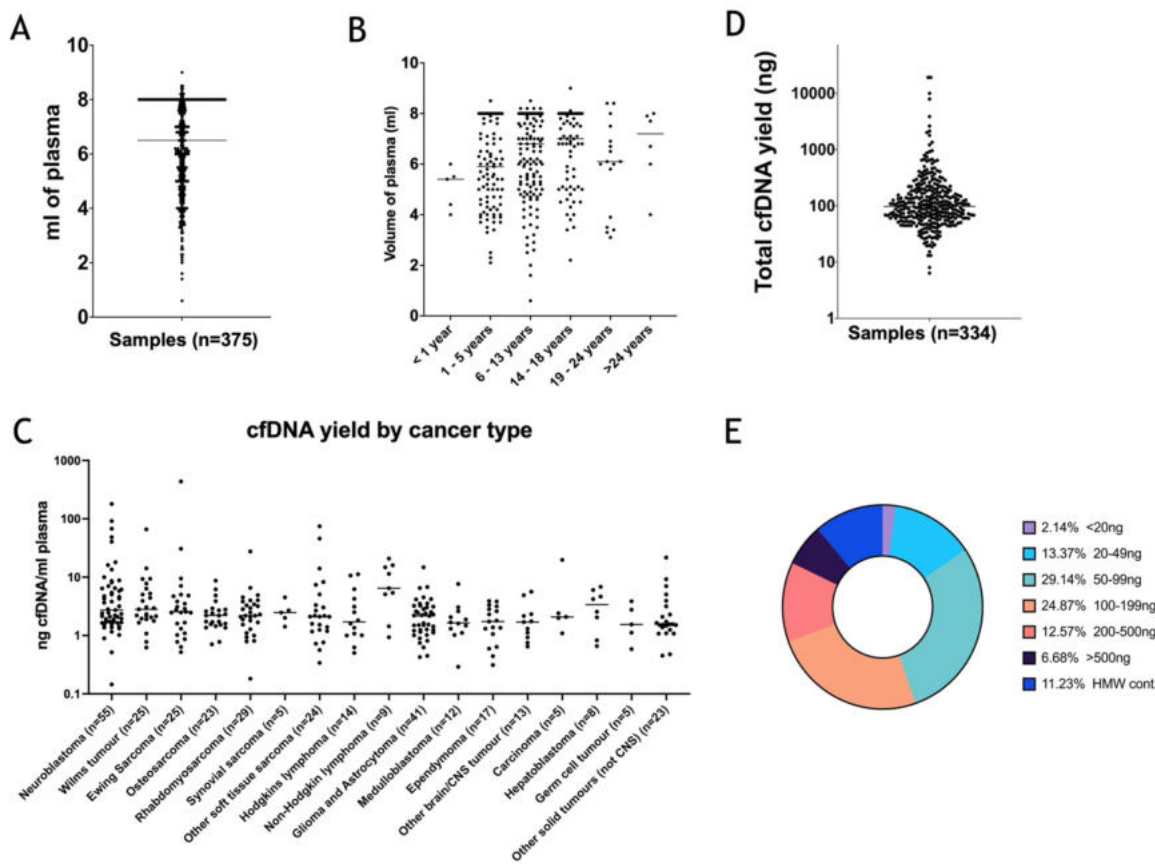 A
ml of plasma
10
8
6
4
2
0
Samples (n=375)
B
Volume of plasma (ml)
10
8
6
4
2
0
< 1 year
1 - 5 years
6 - 13 years
14 - 18 years
19 - 24 years
>24 years
D
Total cfDNA yield (ng)
10000
1000
100
10
1
Samples (n=334)
C
cfDNA yield by cancer type
ng cfDNA/ml plasma
1000
100
10
1
0.1
Neuroblastoma (n=55)
Wilms tumour (n=25)
Ewing Sarcoma (n=25)
Osteosarcoma (n=23)
Rhabdomyosarcoma (n=29)
Synovial sarcoma (n=5)
Other soft tissue sarcoma (n=24)
Hodgkins lymphoma (n=14)
Non-Hodgkin lymphoma (n=9)
Glioma and Astrocytoma (n=41)
Medulloblastoma (n=12)
Ependymoma (n=17)
Other brain/CNS tumour (n=13)
Carcinoma (n=5)
Hepatoblastoma (n=8)
Germ cell tumour (n=5)
Other solid tumours (not CNS) (n=23)
E
2.14% <20ng
13.37% 20-49ng
29.14% 50-99ng
24.87% 100-199ng
12.57% 200-500ng
6.68% >500ng
11.23% HMW cont